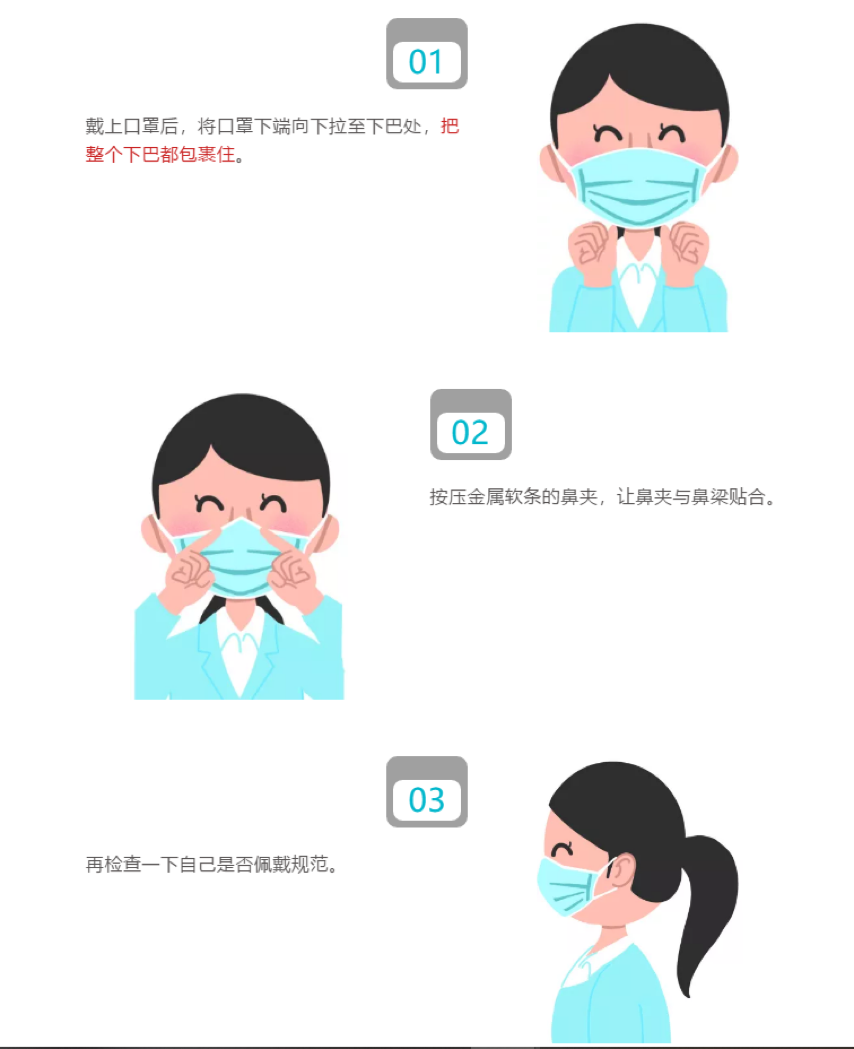 01
戴上口罩后，将口罩下端向下拉至下巴处，把
整个下巴都包裹住。
02
按压金属软条的鼻夹，让鼻夹与鼻梁贴合。
03
再检查一下自己是否佩戴规范。